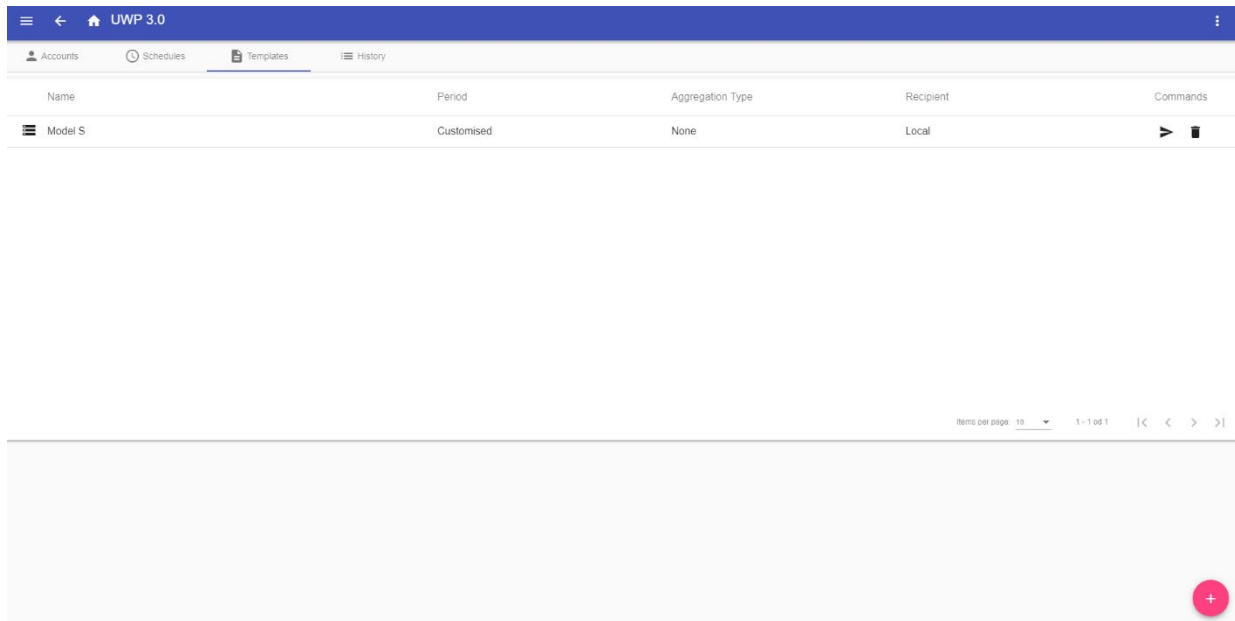 UWP 3.0
Accounts Schedules Templates History
Name Period Aggregation Type Recipient Commands
Model S Customised None Local
Items per page: 10 1 - 1 od 1